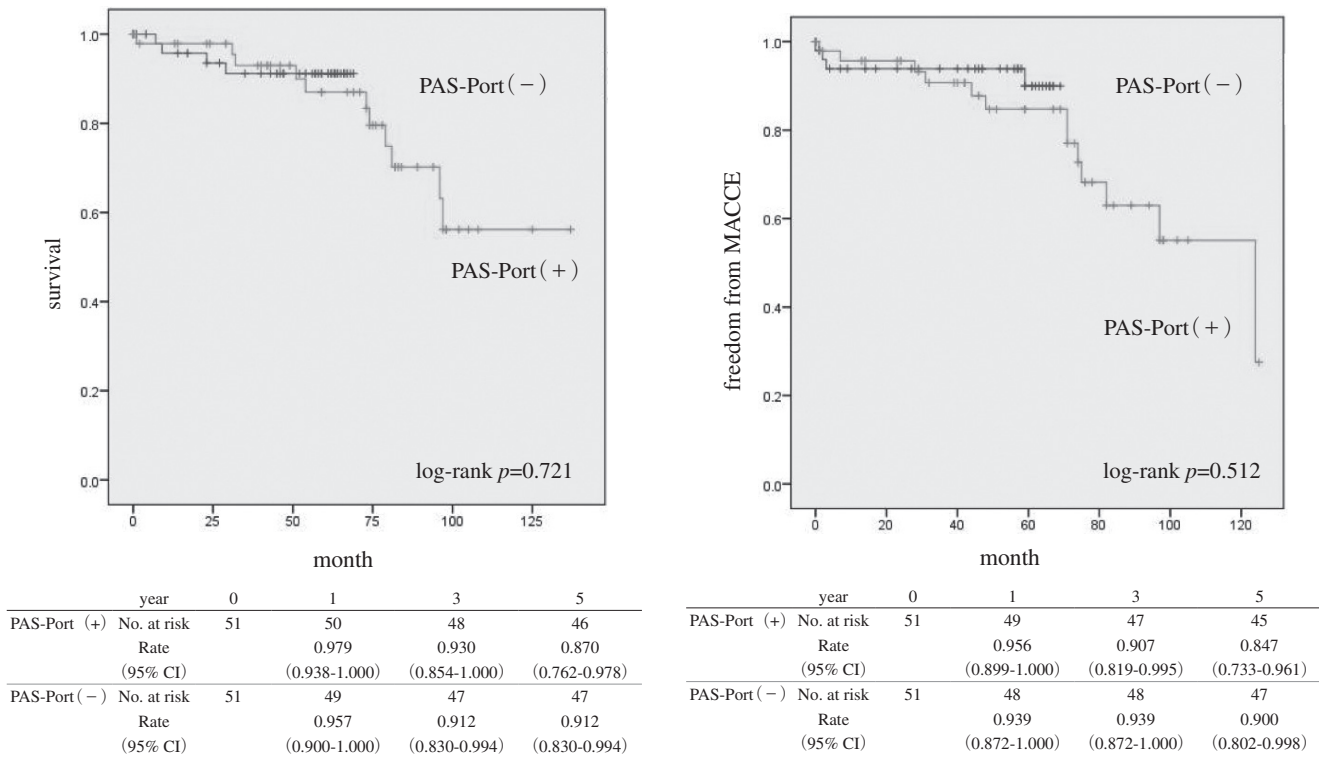 survival
1.0
0.8
0.6
0.4
0.2
0.0
PAS-Port(−)
PAS-Port(+)
log-rank p=0.721
0 25 50 75 100 125
month
year 0 1 3 5
PAS-Port (+) No. at risk 51 50 48 46
Rate 0.979 0.930 0.870
(95% CI) (0.938-1.000) (0.854-1.000) (0.762-0.978)
PAS-Port(−) No. at risk 51 49 47 47
Rate 0.957 0.912 0.912
(95% CI) (0.900-1.000) (0.830-0.994) (0.830-0.994)
freedom from MACCE
1.0
0.8
0.6
0.4
0.2
0.0
PAS-Port(−)
PAS-Port(+)
log-rank p=0.512
0 20 40 60 80 100 120
month
year 0 1 3 5
PAS-Port (+) No. at risk 51 49 47 45
Rate 0.956 0.907 0.847
(95% CI) (0.899-1.000) (0.819-0.995) (0.733-0.961)
PAS-Port(−) No. at risk 51 48 48 47
Rate 0.939 0.939 0.900
(95% CI) (0.872-1.000) (0.872-1.000) (0.802-0.998)